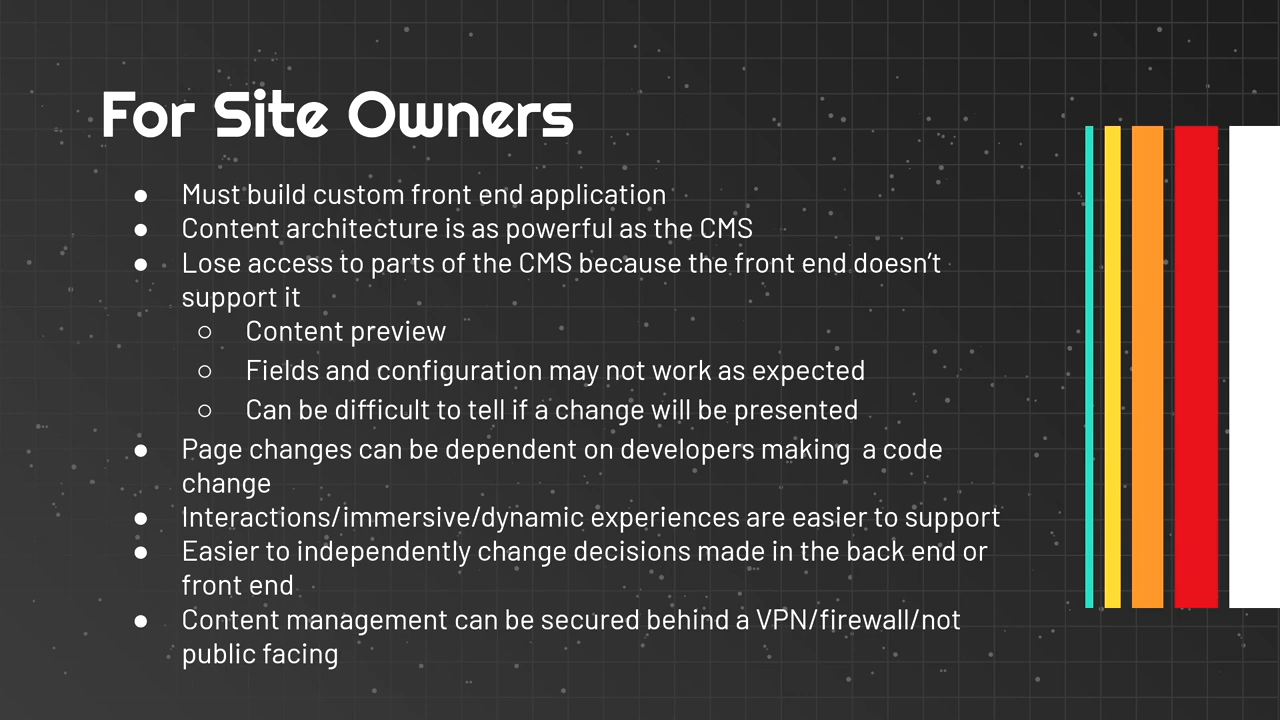 For Site Owners
● Must build custom front end application
● Content architecture is as powerful as the CMS
● Lose access to parts of the CMS because the front end doesn’t
support it
○ Content preview
○ Fields and configuration may not work as expected
○ Can be difficult to tell if a change will be presented
● Page changes can be dependent on developers making  a code
change
● Interactions/immersive/dynamic experiences are easier to support
● Easier to independently change decisions made in the back end or
front end
● Content management can be secured behind a VPN/firewall/not
public facing